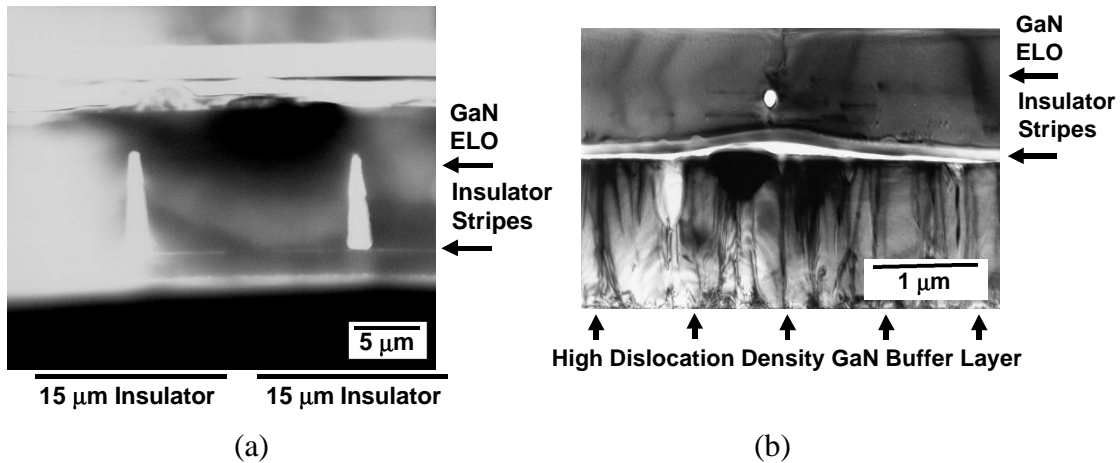 GaN
ELO
Insulator
Stripes
5 μm
15 μm Insulator
15 μm Insulator
(a)
GaN
ELO
Insulator
Stripes
1 μm
High Dislocation Density GaN Buffer Layer
(b)